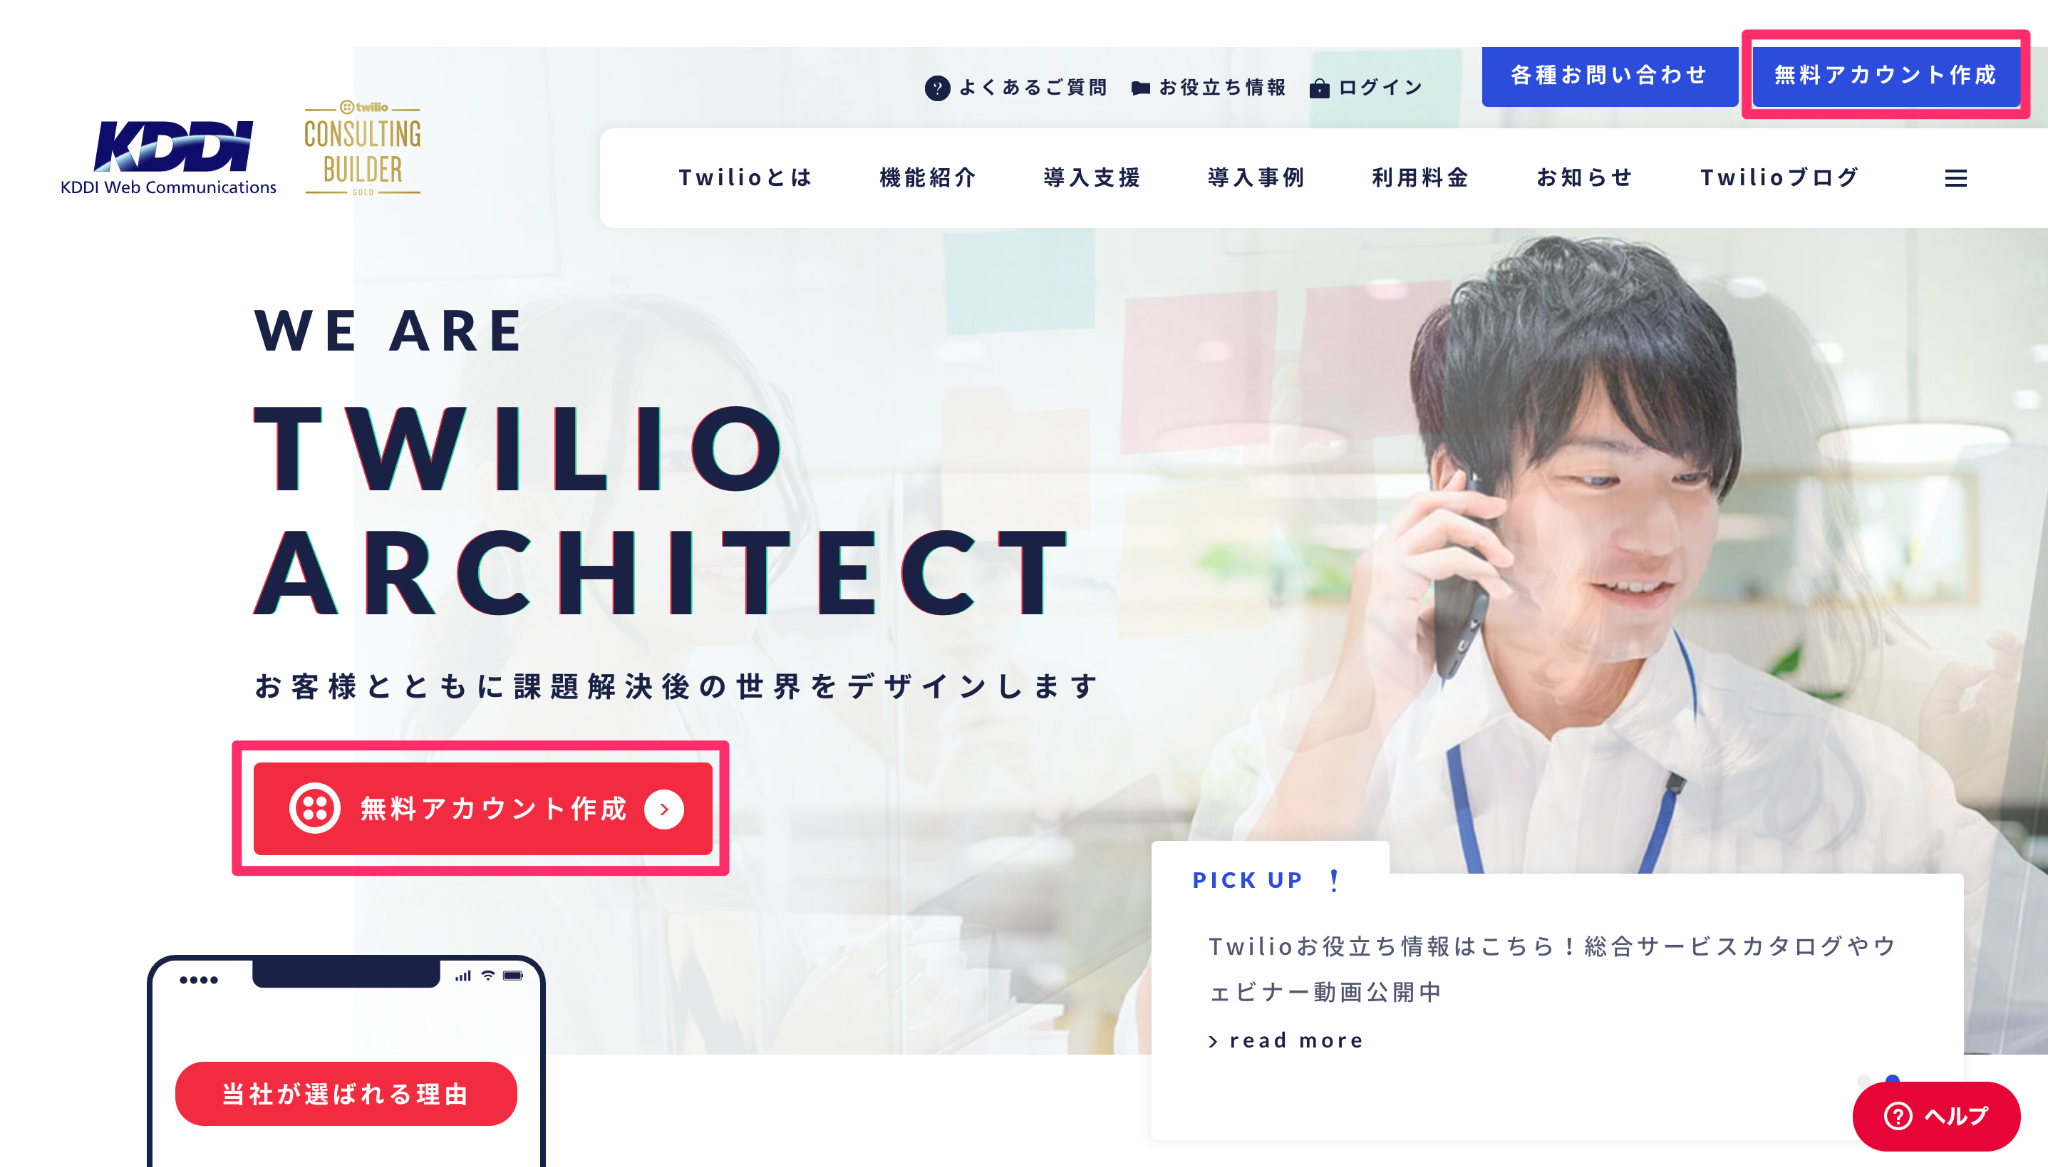 よくあるご質問
お役立ち情報
ログイン
各種お問い合わせ
無料アカウント作成
KDDI
KDDI Web Communications
twilio
CONSULTING
BUILDER
GOLD
Twilioとは
機能紹介
導入支援
導入事例
利用料金
お知らせ
Twilioブログ
WE ARE
TWILIO
ARCHITECT
お客様とともに課題解決後の世界をデザインします
無料アカウント作成
PICK UP !
Twilioお役立ち情報はこちら！総合サービスカタログやウ
ェビナー動画公開中
read more
当社が選ばれる理由
ヘルプ